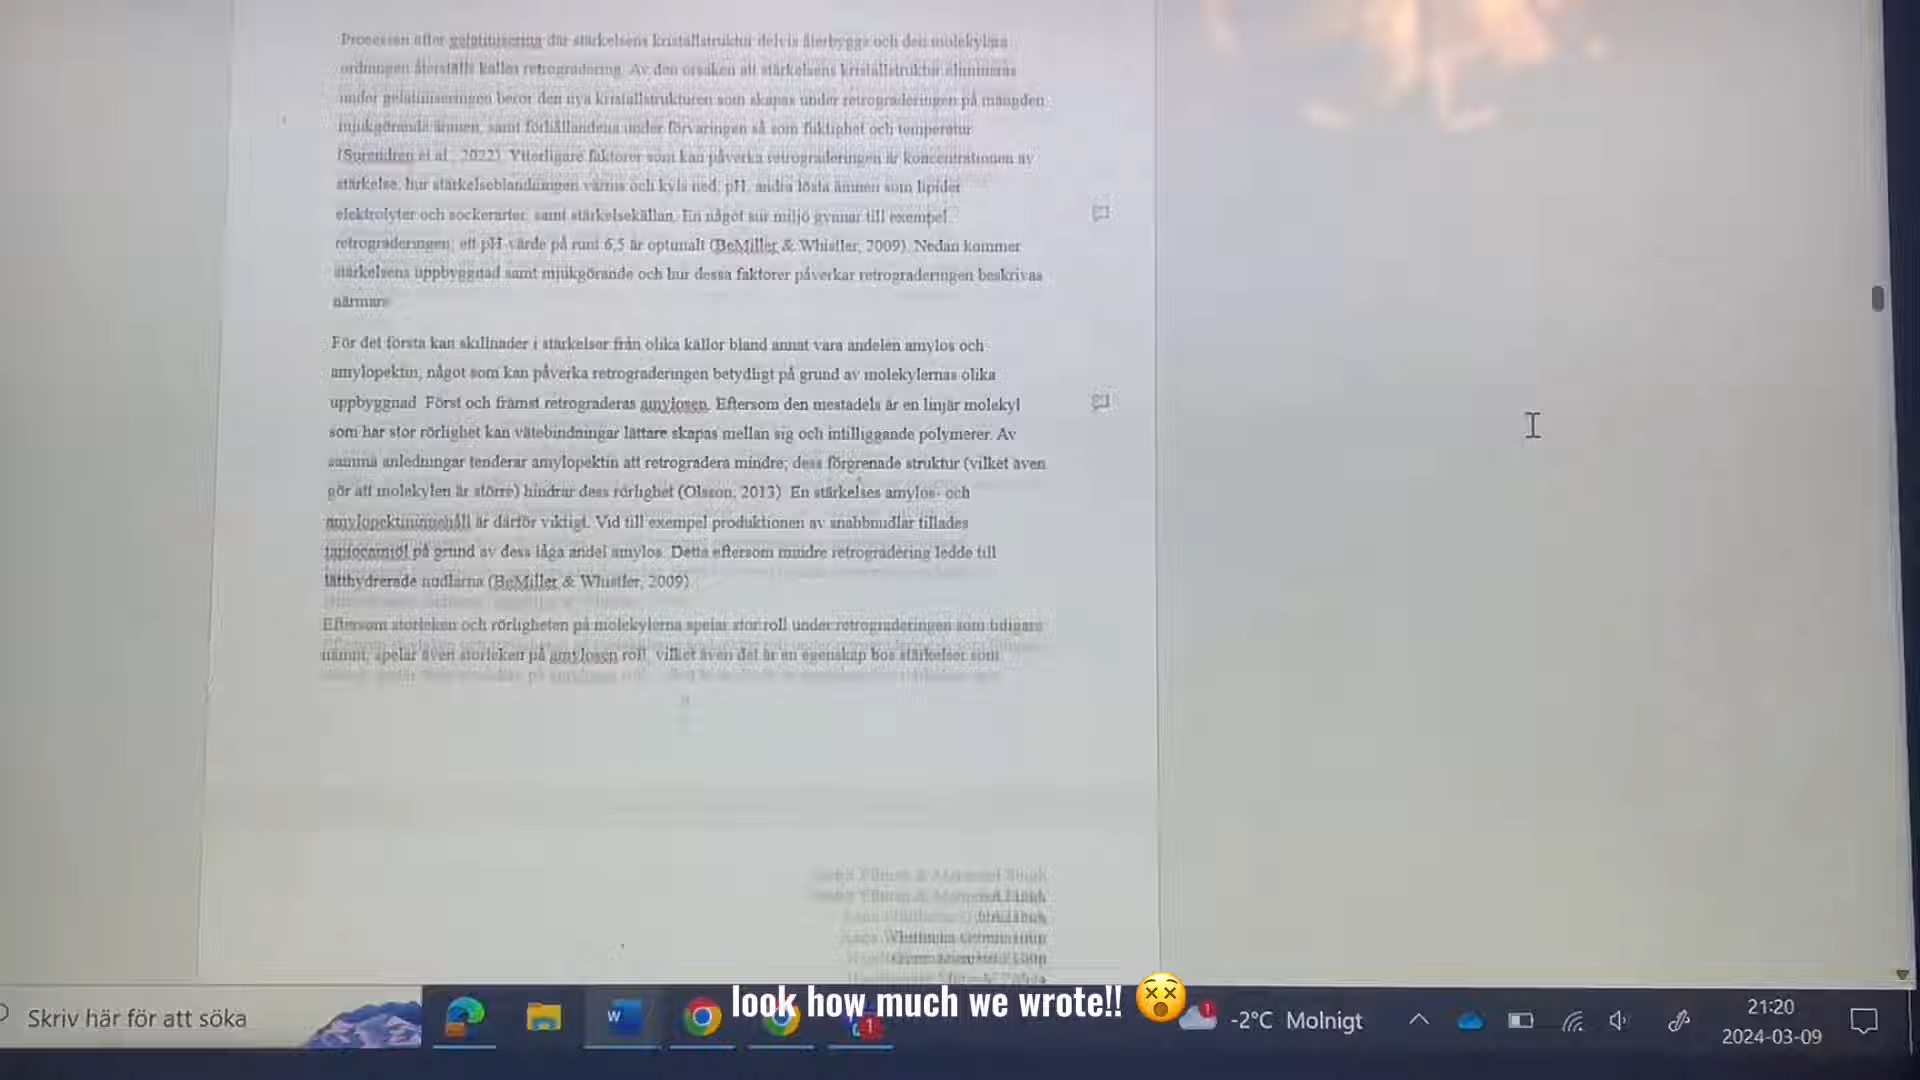 Processen efter gelatinisering där stärkelsens kristallstruktur delvis återbyggs och den molekylära
ordningen återställs kallas retrogradering. Av den orsaken att stärkelsens kristallstruktur elimineras
under gelatiniseringen beror den nya kristallstrukturen som skapas under retrograderingen på mängden
mjukgörande ämnen, samt förhållandena under förvaringen så som fuktighet och temperatur
(Surendren et al., 2022). Ytterligare faktorer som kan påverka retrograderingen är koncentrationen av
stärkelse, hur stärkelseblandningen värms och kyls ned, pH, andra lösta ämnen som lipider
elektrolyter och sockerarter, samt stärkelsekällan. En något sur miljö gynnar till exempel
retrograderingen; ett pH-värde på runt 6,5 är optimalt (BeMiller & Whistler, 2009). Nedan kommer
stärkelsens uppbyggnad samt mjukgörande och hur dessa faktorer påverkar retrograderingen beskrivas
närmare
För det första kan skillnader i stärkelser från olika källor bland annat vara andelen amylos och
amylopektin, något som kan påverka retrograderingen betydligt på grund av molekylernas olika
uppbyggnad. Först och främst retrograderas amylosen. Eftersom den mestadels är en linjär molekyl
som har stor rörlighet kan vätebindningar lättare skapas mellan sig och intilliggande polymerer. Av
samma anledningar tenderar amylopektin att retrogradera mindre; dess förgrenade struktur (vilket även
gör att molekylen är större) hindrar dess rörlighet (Olsson, 2013). En stärkelses amylos- och
amylopektininnehåll är därför viktigt. Vid till exempel produktionen av snabbnudlar tillades
tapiocamjöl på grund av dess låga andel amylos. Detta eftersom mindre retrogradering ledde till
lätthydrerade nudlarna (BeMiller & Whistler, 2009)
Eftersom storleken och rörligheten på molekylerna spelar stor roll under retrograderingen som tidigare
nämnt, spelar även storleken på amylosen roll, vilket även det är en egenskap hos stärkelser som
look how much we wrote!! 😵
Skriv här för att söka
W
1
1
-2°C Molnigt
21:20
2024-03-09